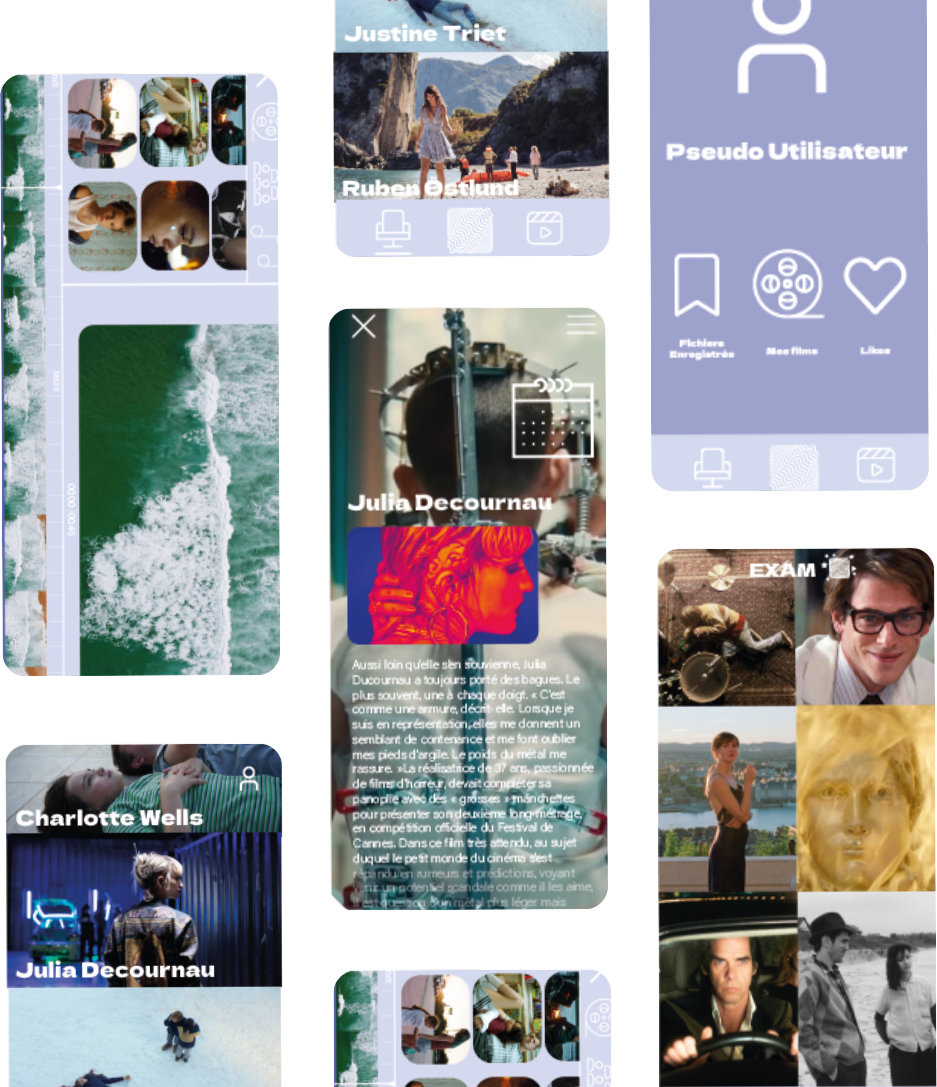 Justine Triet
Ruben Östlund
Pseudo Utilisateur
Fichiers
Enregistrés
Mes films
Likes
Julia Decournau
Aussi loin qu'elle s'en souvienne, Julia
Ducournau a toujours porté des bagues. Le
plus souvent, une à chaque doigt. « C'est
comme une armure, décrit-elle. Lorsque je
suis en représentation, elles me donnent un
semblant de contenance et me font oublier
mes pieds d'argile. Le poids du métal me
rassure. »La réalisatrice de 37 ans, passionnée
de films d'horreur, devait compléter sa
panoplie avec des « grosses » manchettes
pour présenter son deuxième long-métrage,
en compétition officielle du Festival de
Cannes. Dans ce film très attendu, au sujet
duquel le petit monde du cinéma s'est
répandu en rumeurs et prédictions, voyant
venir un potentiel scandale comme il les aime,
il est question d'un métal plus léger mais
EXAM
Charlotte Wells
Julia Decournau